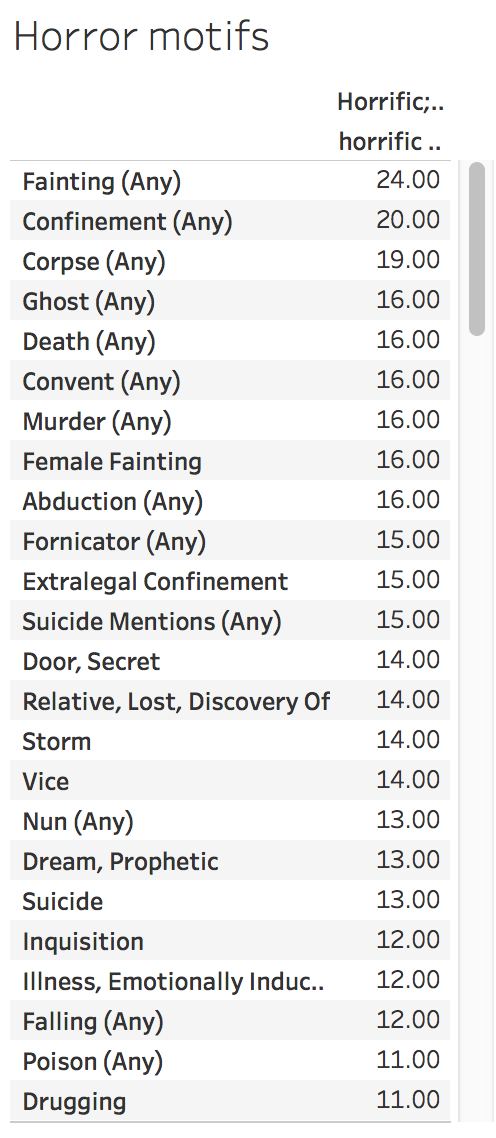 Horror motifs
Horrific;..
horrific ..
Fainting (Any) 24.00
Confinement (Any) 20.00
Corpse (Any) 19.00
Ghost (Any) 16.00
Death (Any) 16.00
Convent (Any) 16.00
Murder (Any) 16.00
Female Fainting 16.00
Abduction (Any) 16.00
Fornicator (Any) 15.00
Extralegal Confinement 15.00
Suicide Mentions (Any) 15.00
Door, Secret 14.00
Relative, Lost, Discovery Of 14.00
Storm 14.00
Vice 14.00
Nun (Any) 13.00
Dream, Prophetic 13.00
Suicide 13.00
Inquisition 12.00
Illness, Emotionally Induc.. 12.00
Falling (Any) 12.00
Poison (Any) 11.00
Drugging 11.00